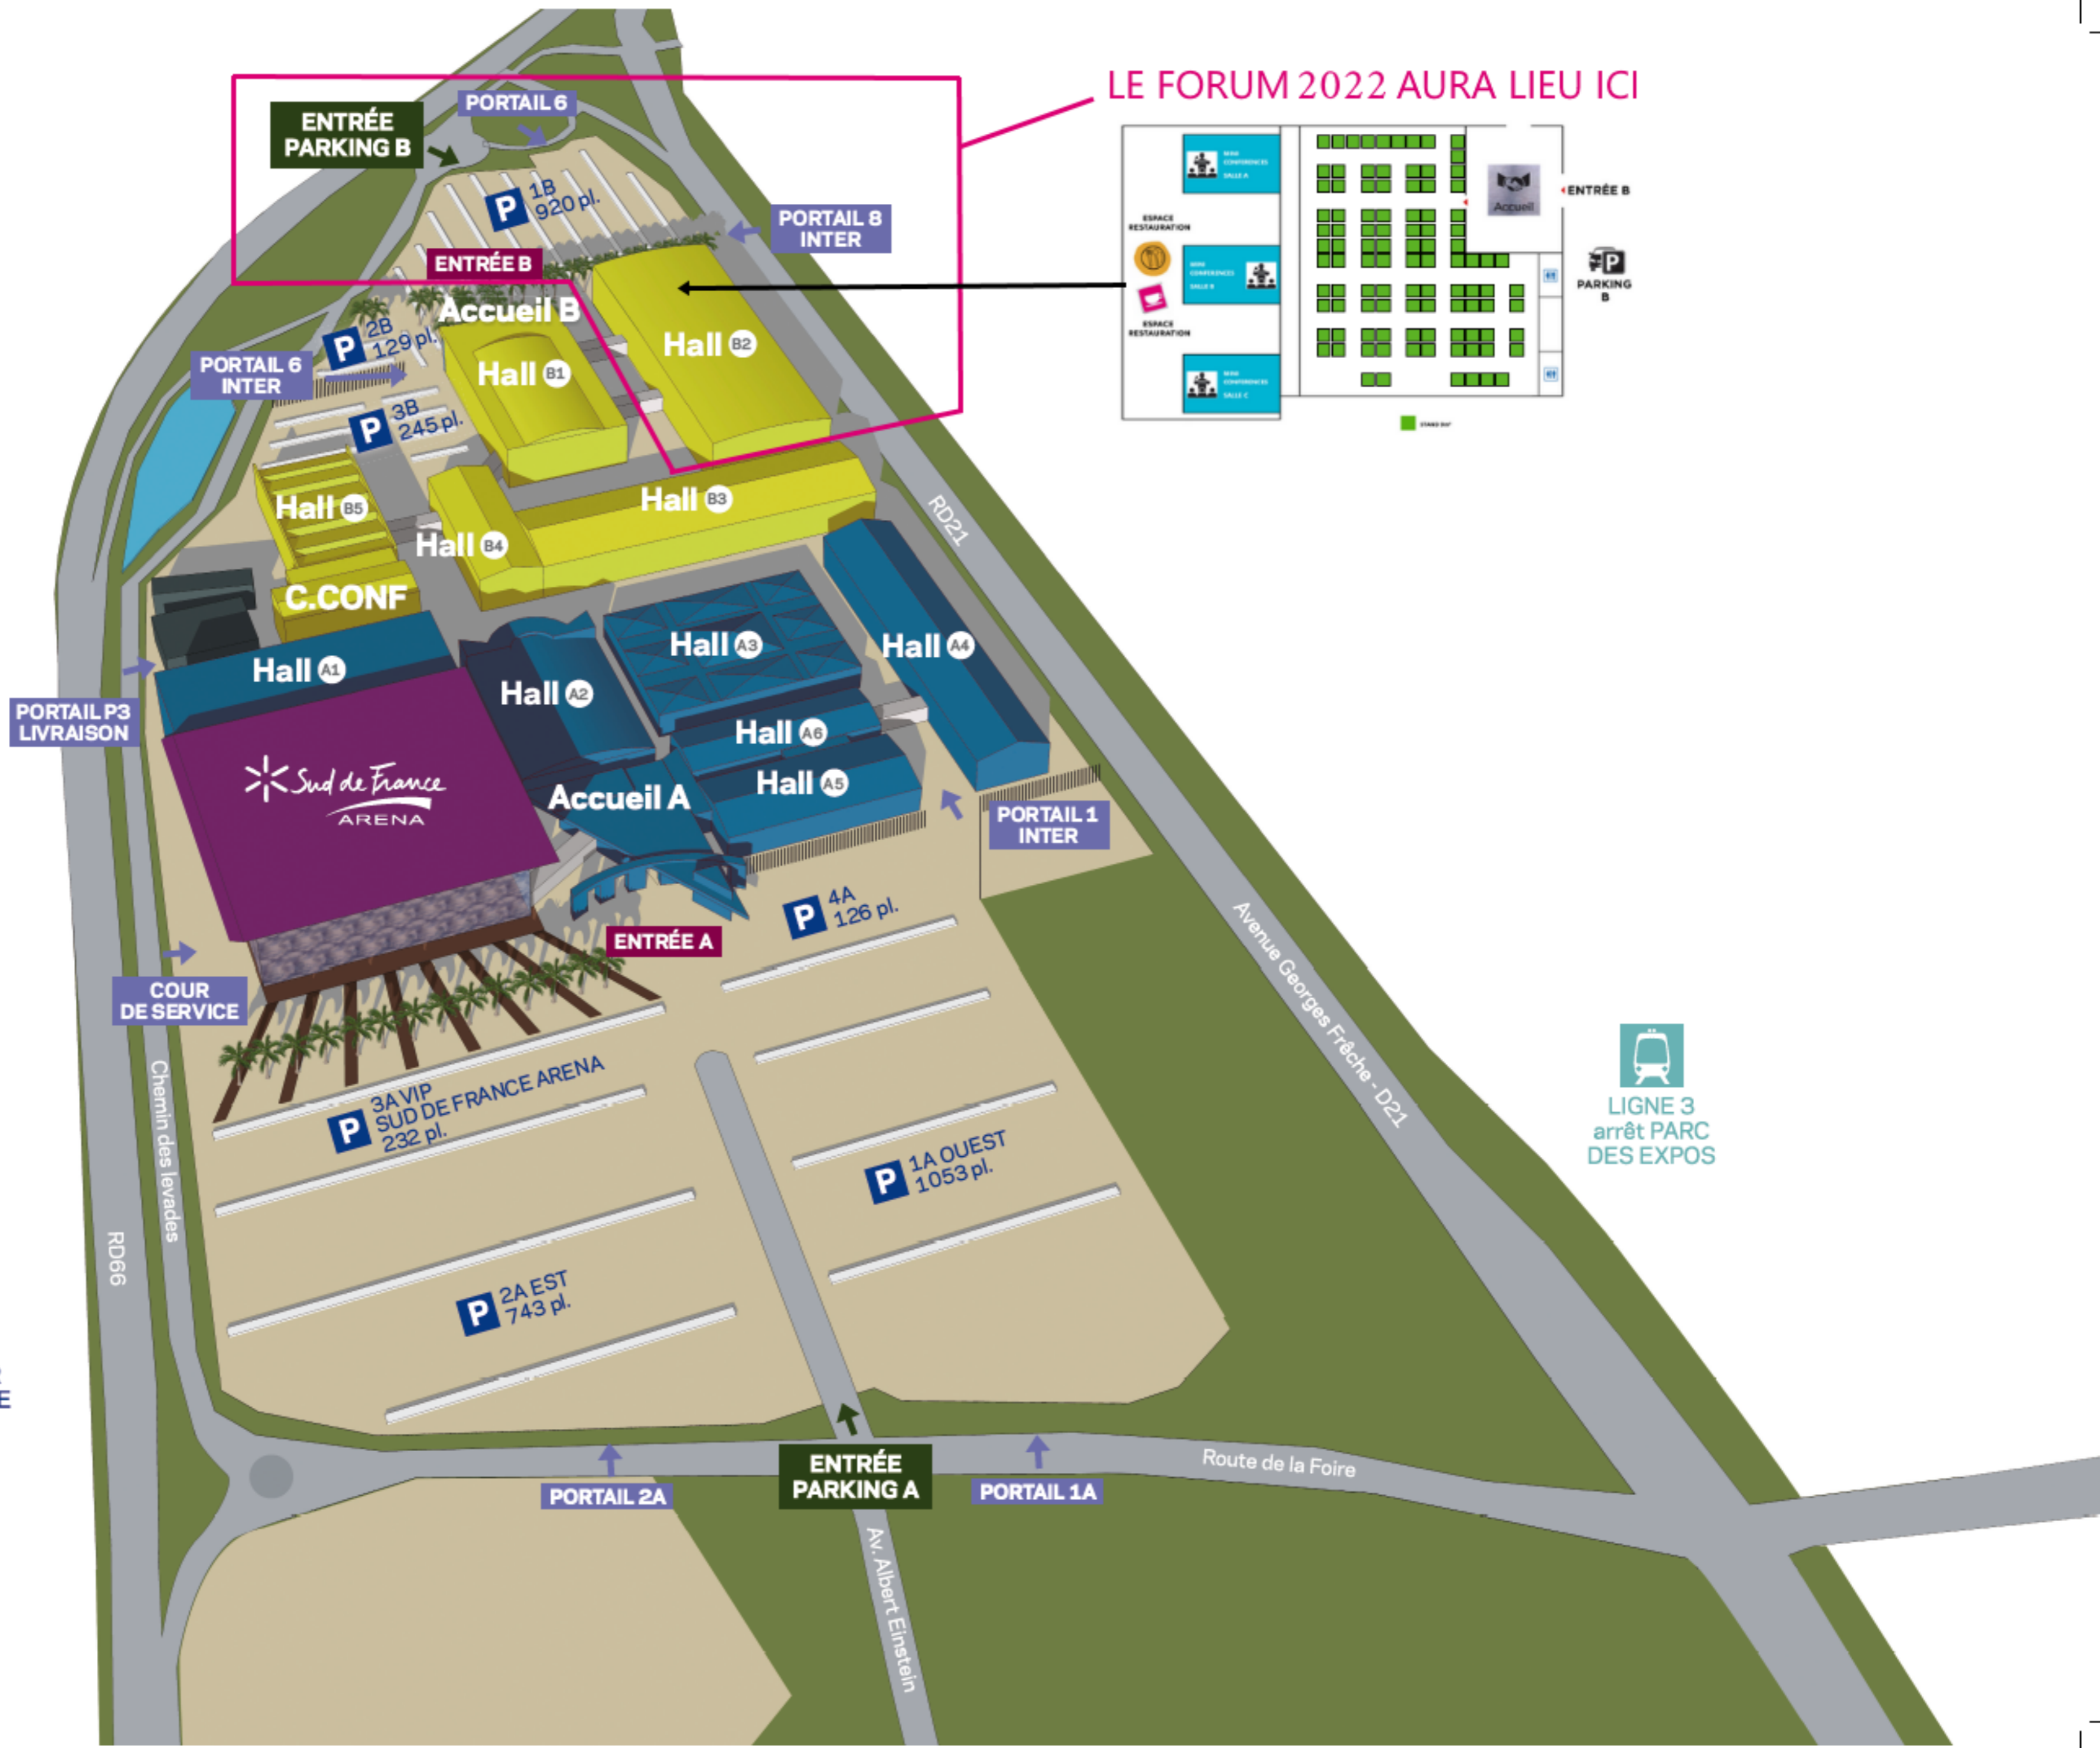 LE FORUM 2022 AURA LIEU ICI
ENTRÉE
PARKING B
PORTAIL 6
1B
920 pl.
PORTAIL 8
INTER
ENTRÉE B
Accueil B
2B
129 pl.
PORTAIL 6
INTER
Hall B1
Hall B2
3B
245 pl.
Hall B3
Hall B5
Hall B4
C.CONF
RD21
Hall A1
Hall A2
Hall A3
Hall A4
PORTAIL P3
LIVRAISON
Hall A6
Hall A5
Sud de France
ARENA
Accueil A
PORTAIL 1
INTER
4A
126 pl.
ENTRÉE A
COUR
DE SERVICE
Avenue Georges Frêche - D21
Chemin des levades
3A VIP
SUD DE FRANCE ARENA
232 pl.
1A OUEST
1053 pl.
LIGNE 3
arrêt PARC
DES EXPOS
RD66
2A EST
743 pl.
ENTRÉE
PARKING A
PORTAIL 2A
PORTAIL 1A
Route de la Foire
Av. Albert Einstein
CONFERENCES
SALLE A
ESPACE
RESTAURATION
CONFERENCES
SALLE B
ESPACE
RESTAURATION
CONFERENCES
SALLE C
Accueil
ENTRÉE B
P
PARKING
B
E